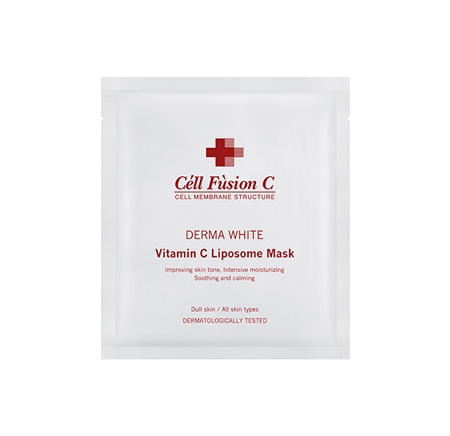 Céll Fùsion C
CELL MEMBRANE STRUCTURE
DERMA WHITE
Vitamin C Liposome Mask
Improving skin tone, Intensive moisturizing
Soothing and calming
Dull skin / All skin types
DERMATOLOGICALLY TESTED